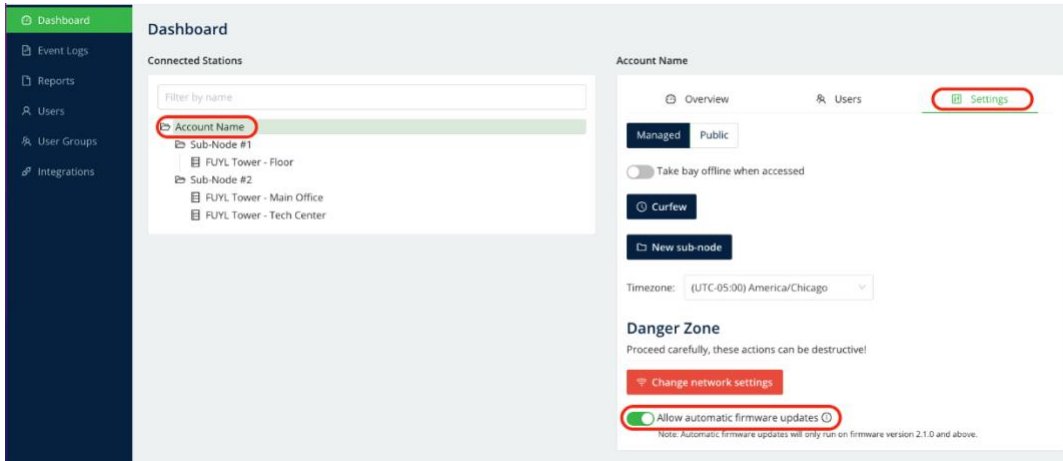 Dashboard
Event Logs
Reports
Users
User Groups
Integrations
Dashboard
Connected Stations
Filter by name
Account Name
Sub-Node #1
FUYL Tower - Floor
Sub-Node #2
FUYL Tower - Main Office
FUYL Tower - Tech Center
Account Name
Overview Users Settings
Managed Public
Take bay offline when accessed
Curfew
New sub-node
Timezone: (UTC-05:00) America/Chicago
Danger Zone
Proceed carefully, these actions can be destructive!
Change network settings
Allow automatic firmware updates
Note: Automatic firmware updates will only run on firmware version 2.1.0 and above.